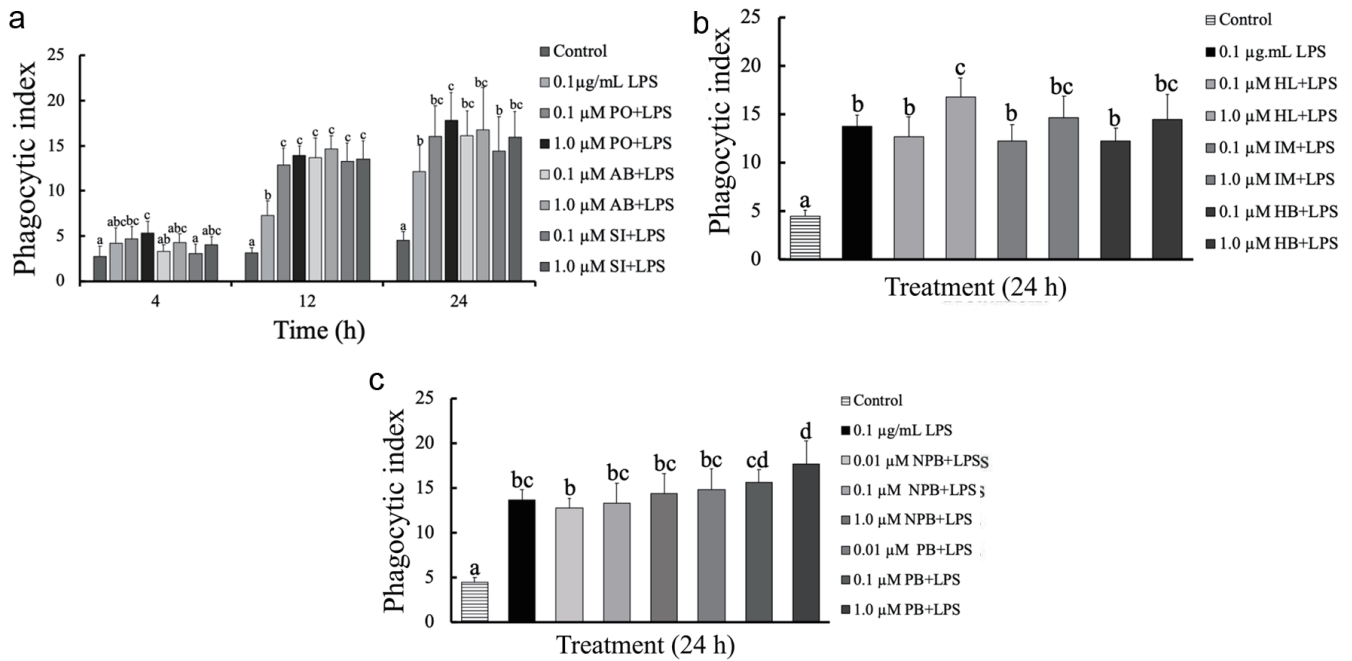 a
Phagocytic index
25
20
15
10
5
0
a abc bc c ab abc a abc
a b c c c c c c
a b bc c bc bc b bc
4 12 24
Time (h)
Control
0.1µg/mL LPS
0.1 µM PO+LPS
1.0 µM PO+LPS
0.1 µM AB+LPS
1.0 µM AB+LPS
0.1 µM SI+LPS
1.0 µM SI+LPS
b
Phagocytic index
25
20
15
10
5
0
a b b c b bc b bc
Treatment (24 h)
Control
0.1 µg.mL LPS
0.1 µM HL+LPS
1.0 µM HL+LPS
0.1 µM IM+LPS
1.0 µM IM+LPS
0.1 µM HB+LPS
1.0 µM HB+LPS
c
Phagocytic index
25
20
15
10
5
0
a bc b bc bc bc cd d
Treatment (24 h)
Control
0.1 µg/mL LPS
0.01 µM NPB+LPSS
0.1 µM NPB+LPS S
1.0 µM NPB+LPS
0.01 µM PB+LPS
0.1 µM PB+LPS
1.0 µM PB+LPS